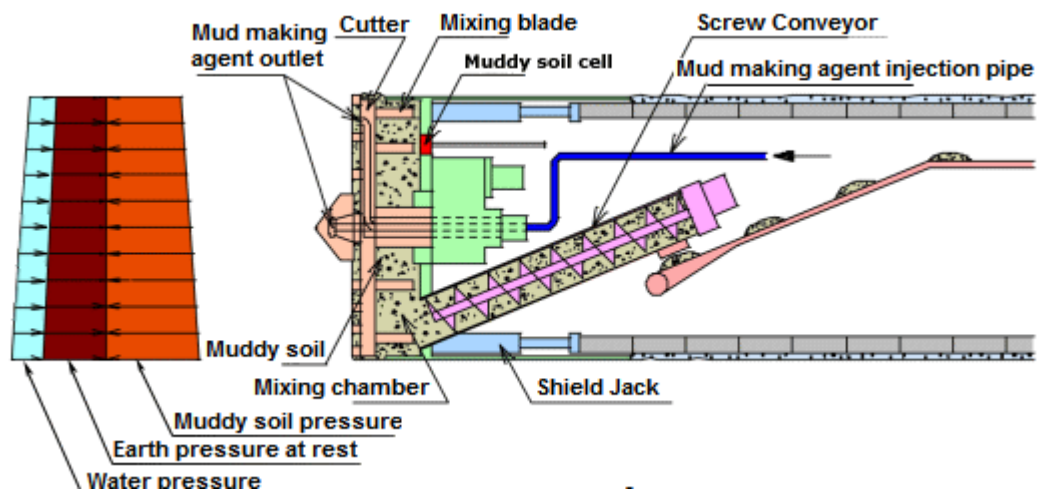 Mud making
agent outlet
Cutter
Mixing blade
Screw Conveyor
Muddy soil cell
Mud making agent injection pipe
Muddy soil
Mixing chamber
Shield Jack
Muddy soil pressure
Earth pressure at rest
Water pressure